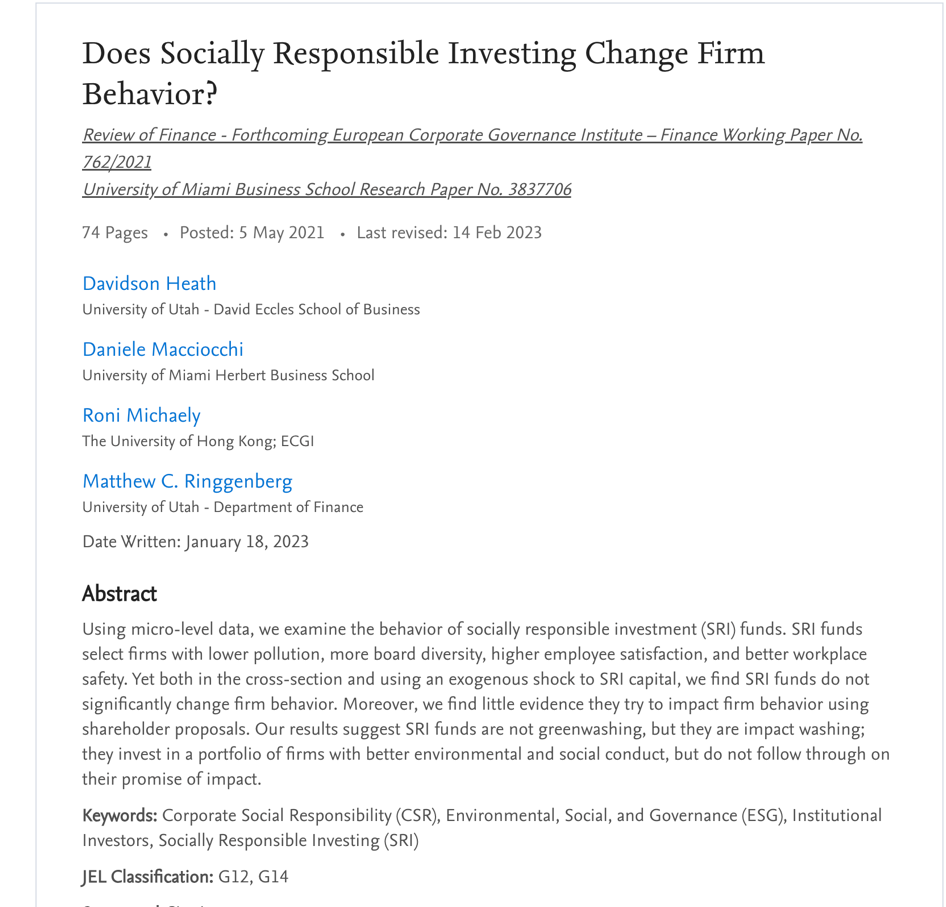 Does Socially Responsible Investing Change Firm
Behavior?
Review of Finance - Forthcoming European Corporate Governance Institute – Finance Working Paper No.
762/2021
University of Miami Business School Research Paper No. 3837706
74 Pages • Posted: 5 May 2021 • Last revised: 14 Feb 2023
Davidson Heath
University of Utah - David Eccles School of Business
Daniele Macciocchi
University of Miami Herbert Business School
Roni Michaely
The University of Hong Kong; ECGI
Matthew C. Ringgenberg
University of Utah - Department of Finance
Date Written: January 18, 2023
Abstract
Using micro-level data, we examine the behavior of socially responsible investment (SRI) funds. SRI funds
select firms with lower pollution, more board diversity, higher employee satisfaction, and better workplace
safety. Yet both in the cross-section and using an exogenous shock to SRI capital, we find SRI funds do not
significantly change firm behavior. Moreover, we find little evidence they try to impact firm behavior using
shareholder proposals. Our results suggest SRI funds are not greenwashing, but they are impact washing;
they invest in a portfolio of firms with better environmental and social conduct, but do not follow through on
their promise of impact.
Keywords: Corporate Social Responsibility (CSR), Environmental, Social, and Governance (ESG), Institutional
Investors, Socially Responsible Investing (SRI)
JEL Classification: G12, G14